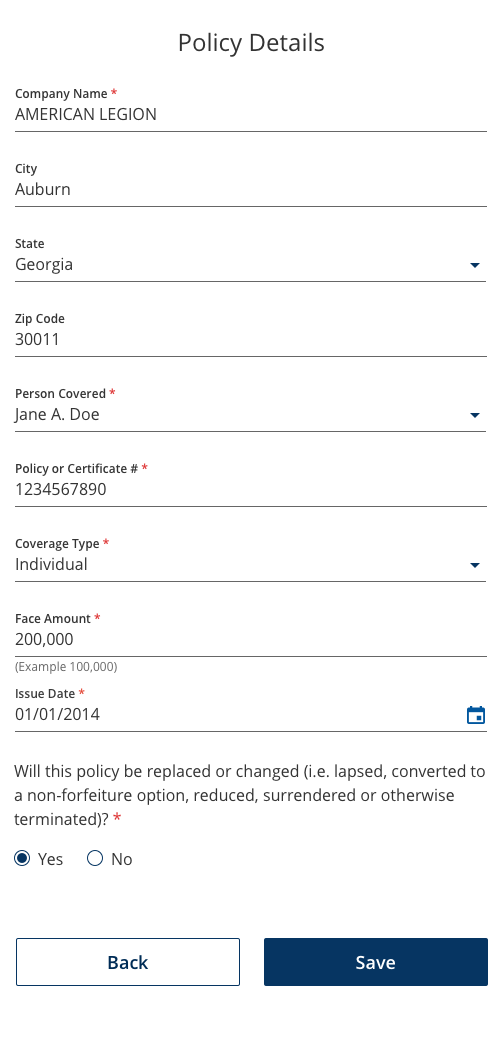 Policy Details
Company Name *
AMERICAN LEGION
City
Auburn
State
Georgia
Zip Code
30011
Person Covered *
Jane A. Doe
Policy or Certificate # *
1234567890
Coverage Type *
Individual
Face Amount *
200,000
(Example 100,000)
Issue Date *
01/01/2014
Will this policy be replaced or changed (i.e. lapsed, converted to
a non-forfeiture option, reduced, surrendered or otherwise
terminated)? *
Yes No
Back Save